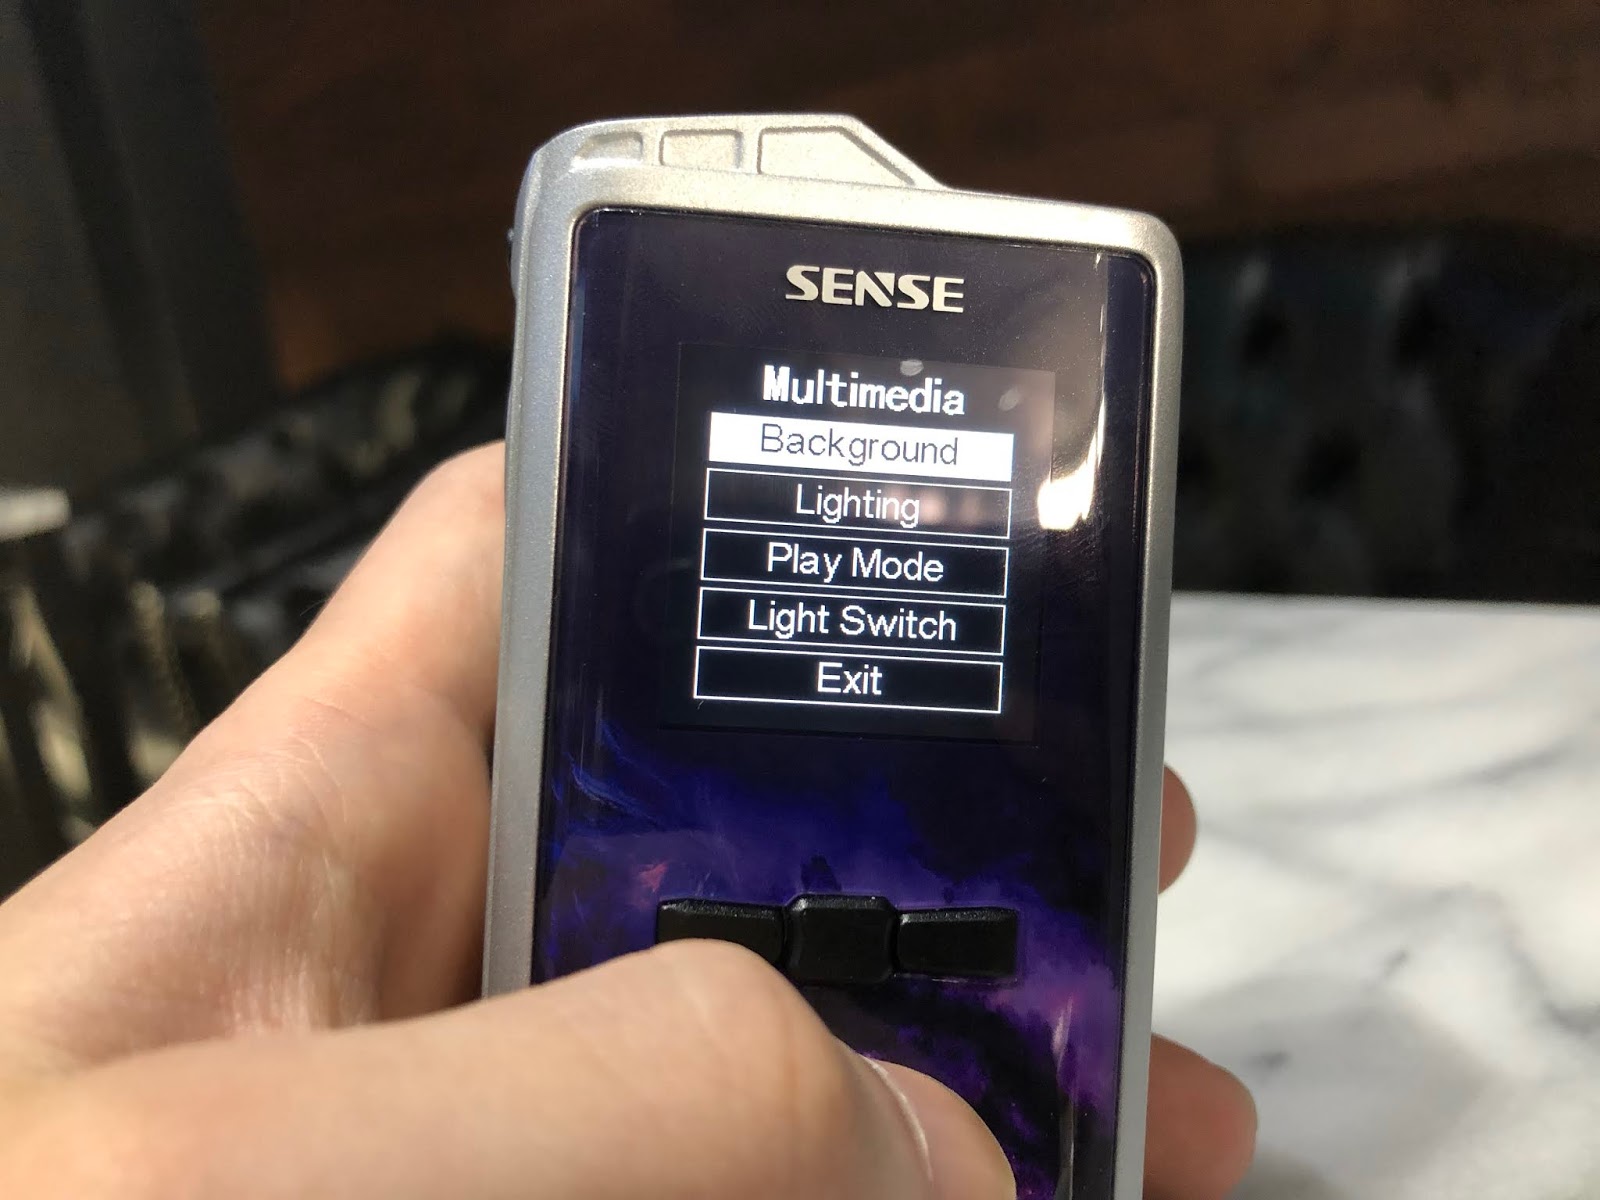 SENSE
Multimedia
Background
Lighting
Play Mode
Light Switch
Exit